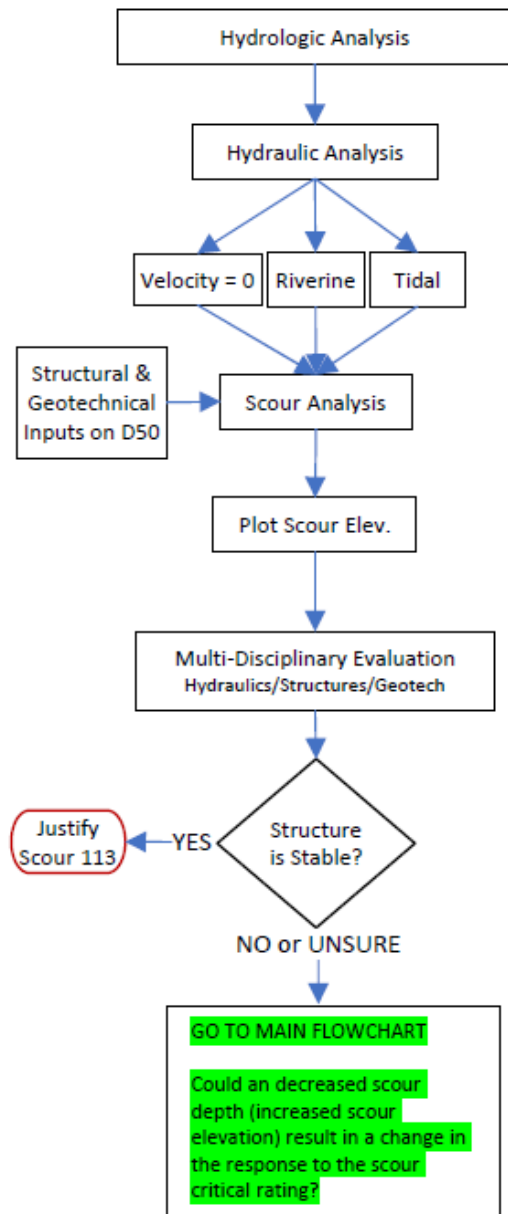 Hydrologic Analysis
Hydraulic Analysis
Velocity = 0
Riverine
Tidal
Structural &
Geotechnical
Inputs on D50
Scour Analysis
Plot Scour Elev.
Multi-Disciplinary Evaluation
Hydraulics/Structures/Geotech
Structure
is Stable?
YES
Justify
Scour 113
NO or UNSURE
GO TO MAIN FLOWCHART
Could an decreased scour
depth (increased scour
elevation) result in a change in
the response to the scour
critical rating?